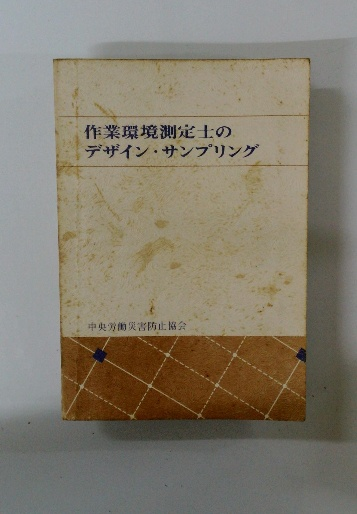 作業環境測定士の
デザイン・サンプリング
中央労働災害防止協会